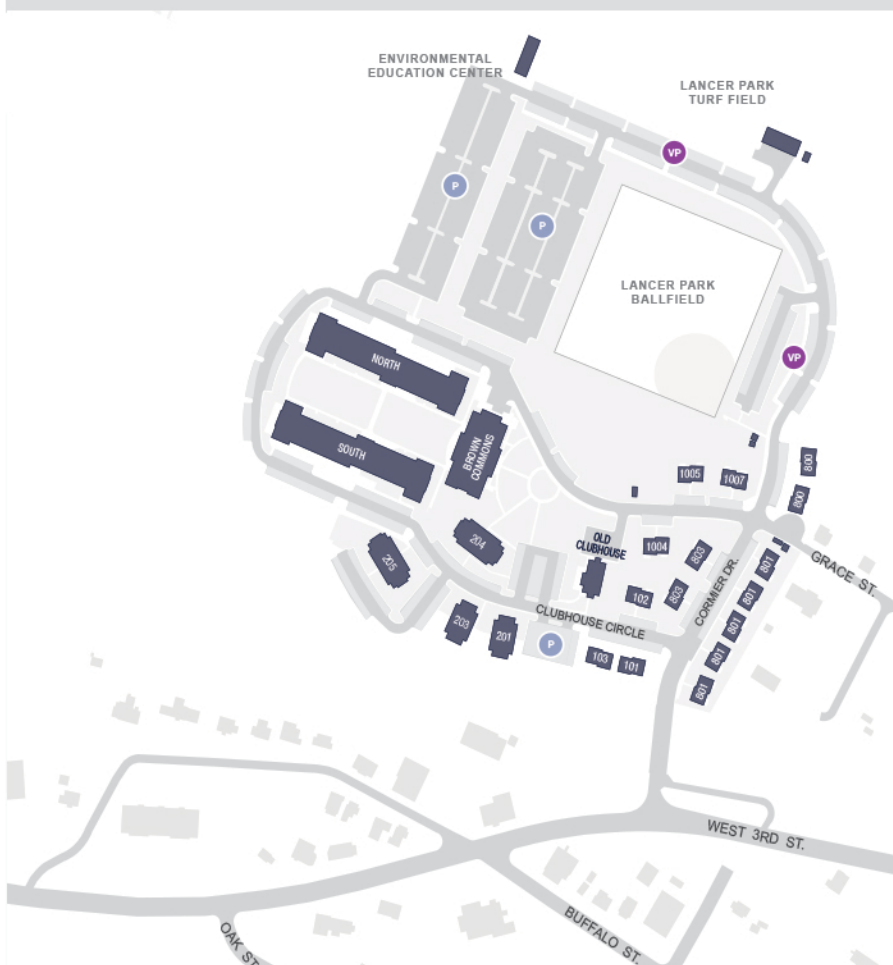 ENVIRONMENTAL
EDUCATION CENTER
LANCER PARK
TURF FIELD
VP
P
P
LANCER PARK
BALLFIELD
VP
NORTH
SOUTH
BROWN
COMMONS
800
1005
1007
800
OLD
CLUBHOUSE
204
1004
803
205
801
GRACE ST.
CORMIER DR.
803
102
801
203
201
CLUBHOUSE CIRCLE
801
P
103
101
801
801
WEST 3RD ST.
BUFFALO ST.
OAK ST.